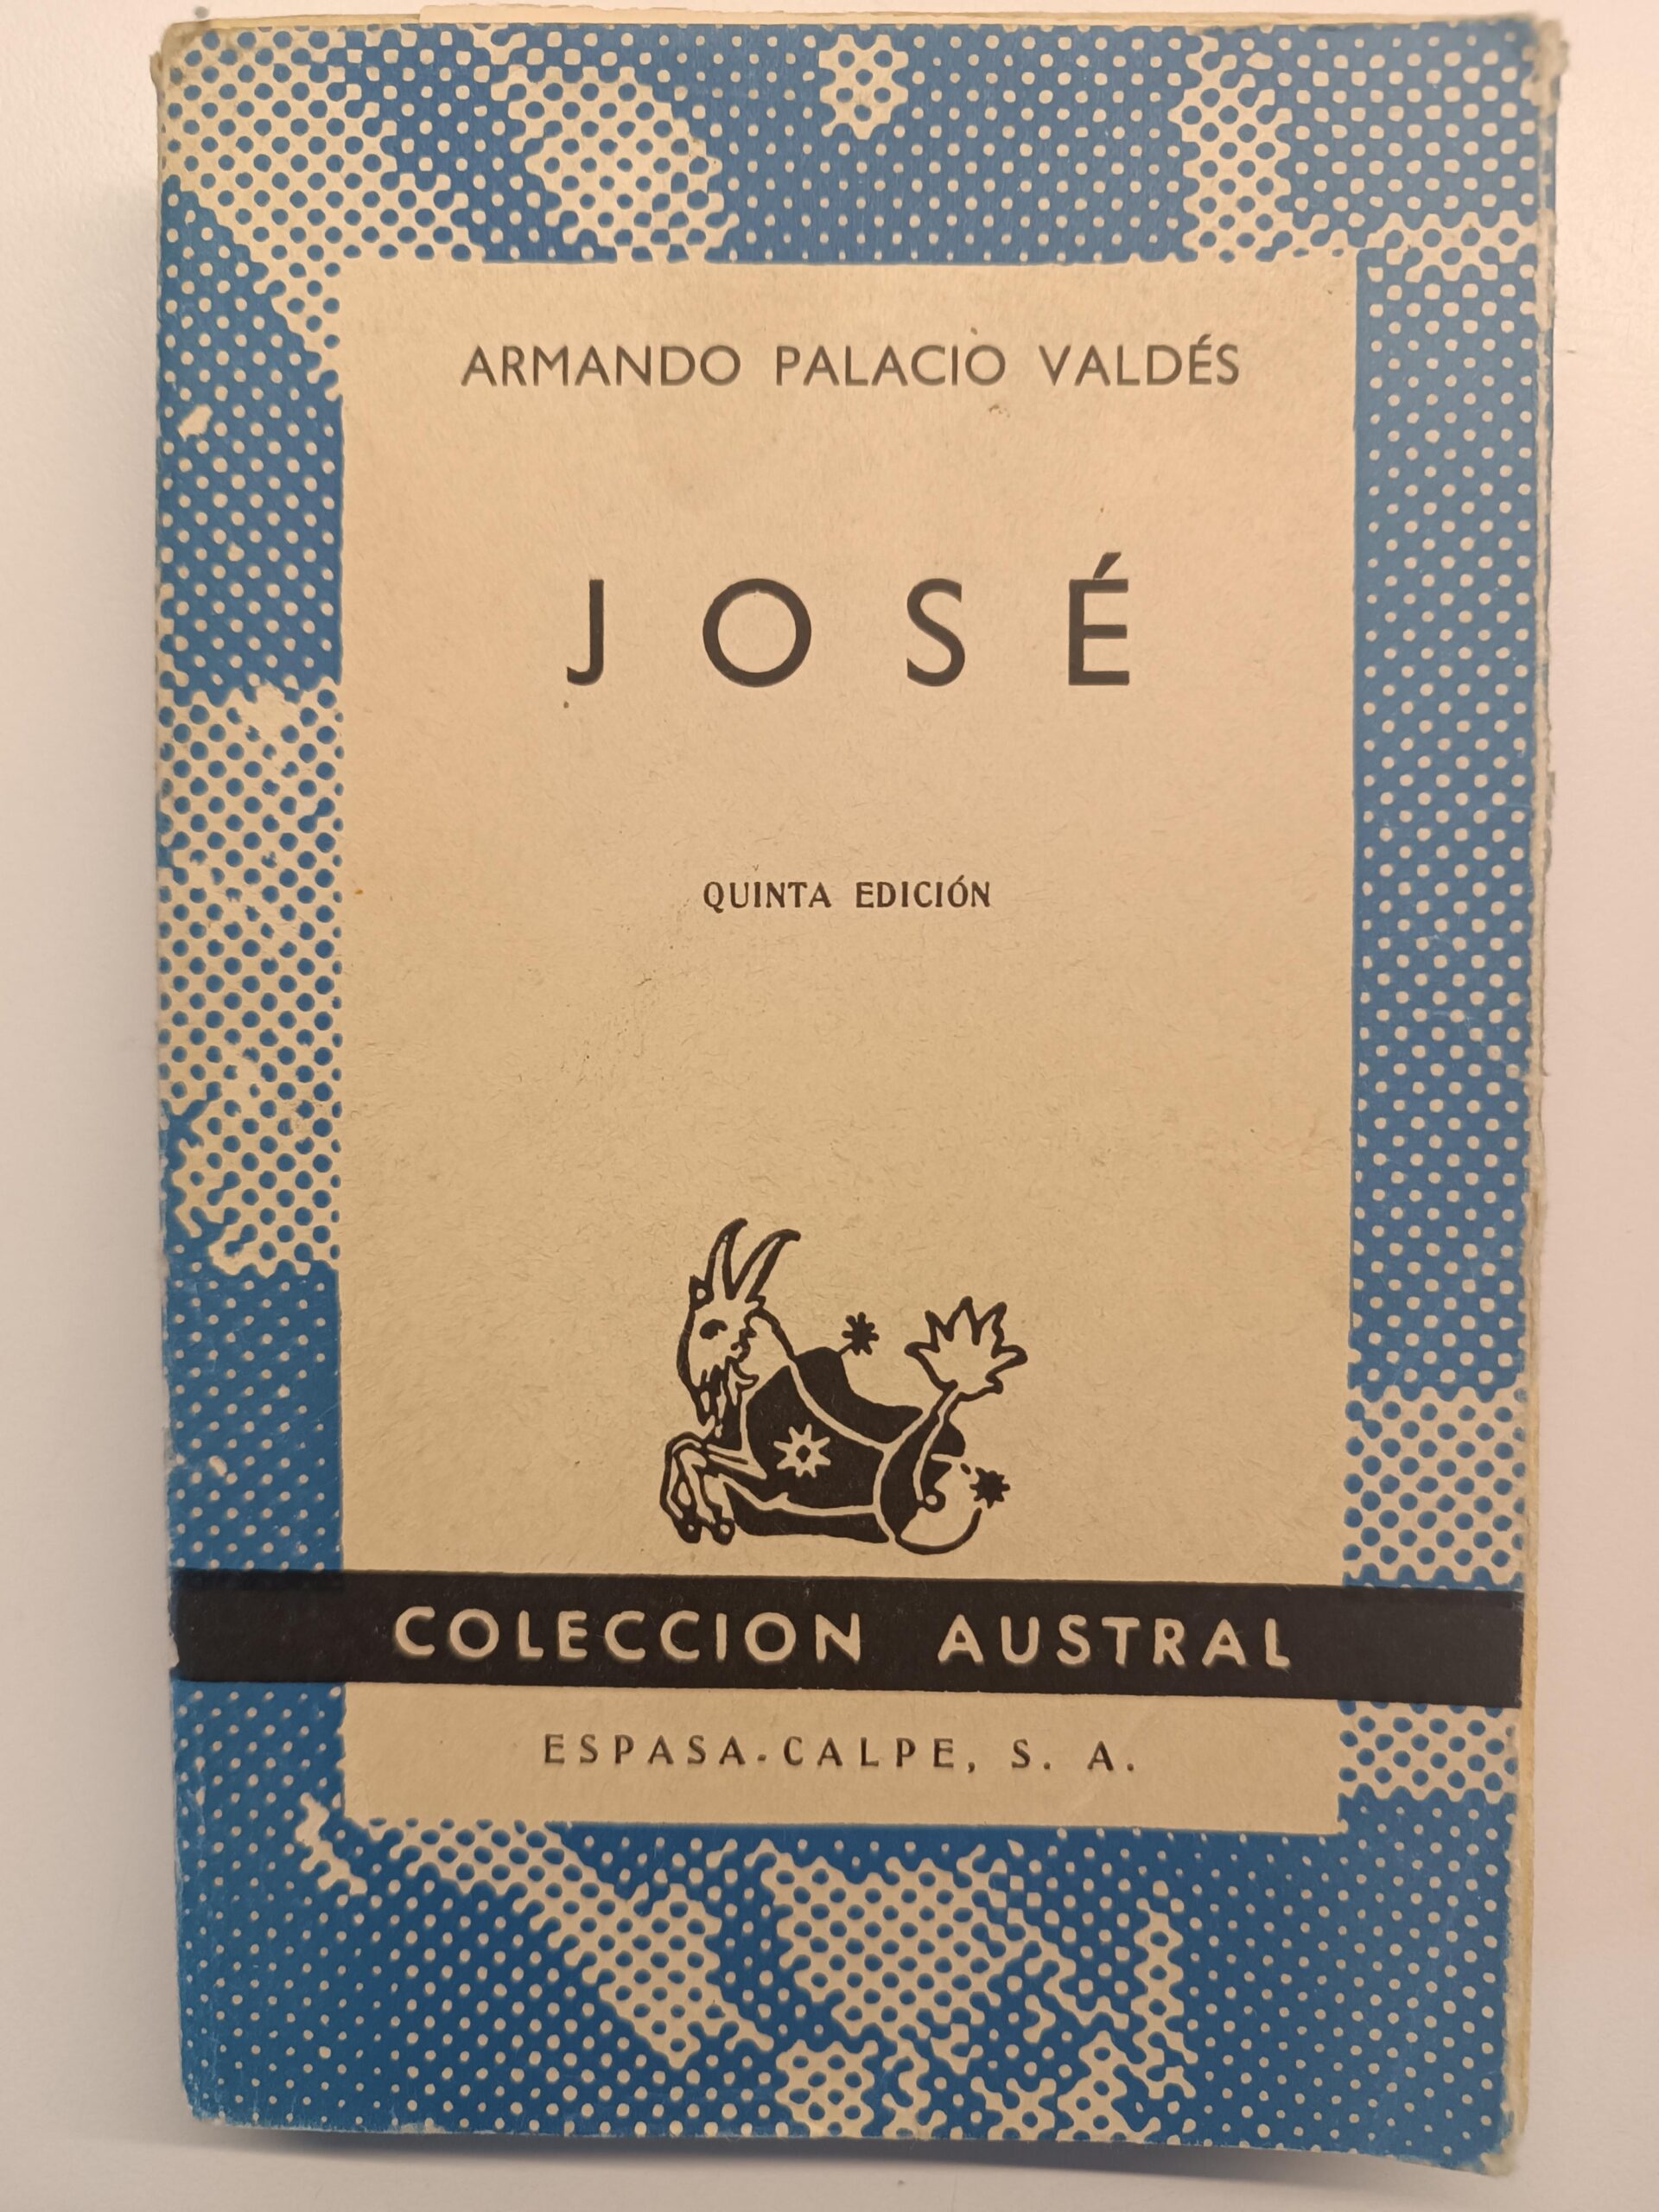 ARMANDO PALACIO VALDÉS
JOSÉ
QUINTA EDICIÓN
COLECCION AUSTRAL
ESPASA-CALPE, S. A.